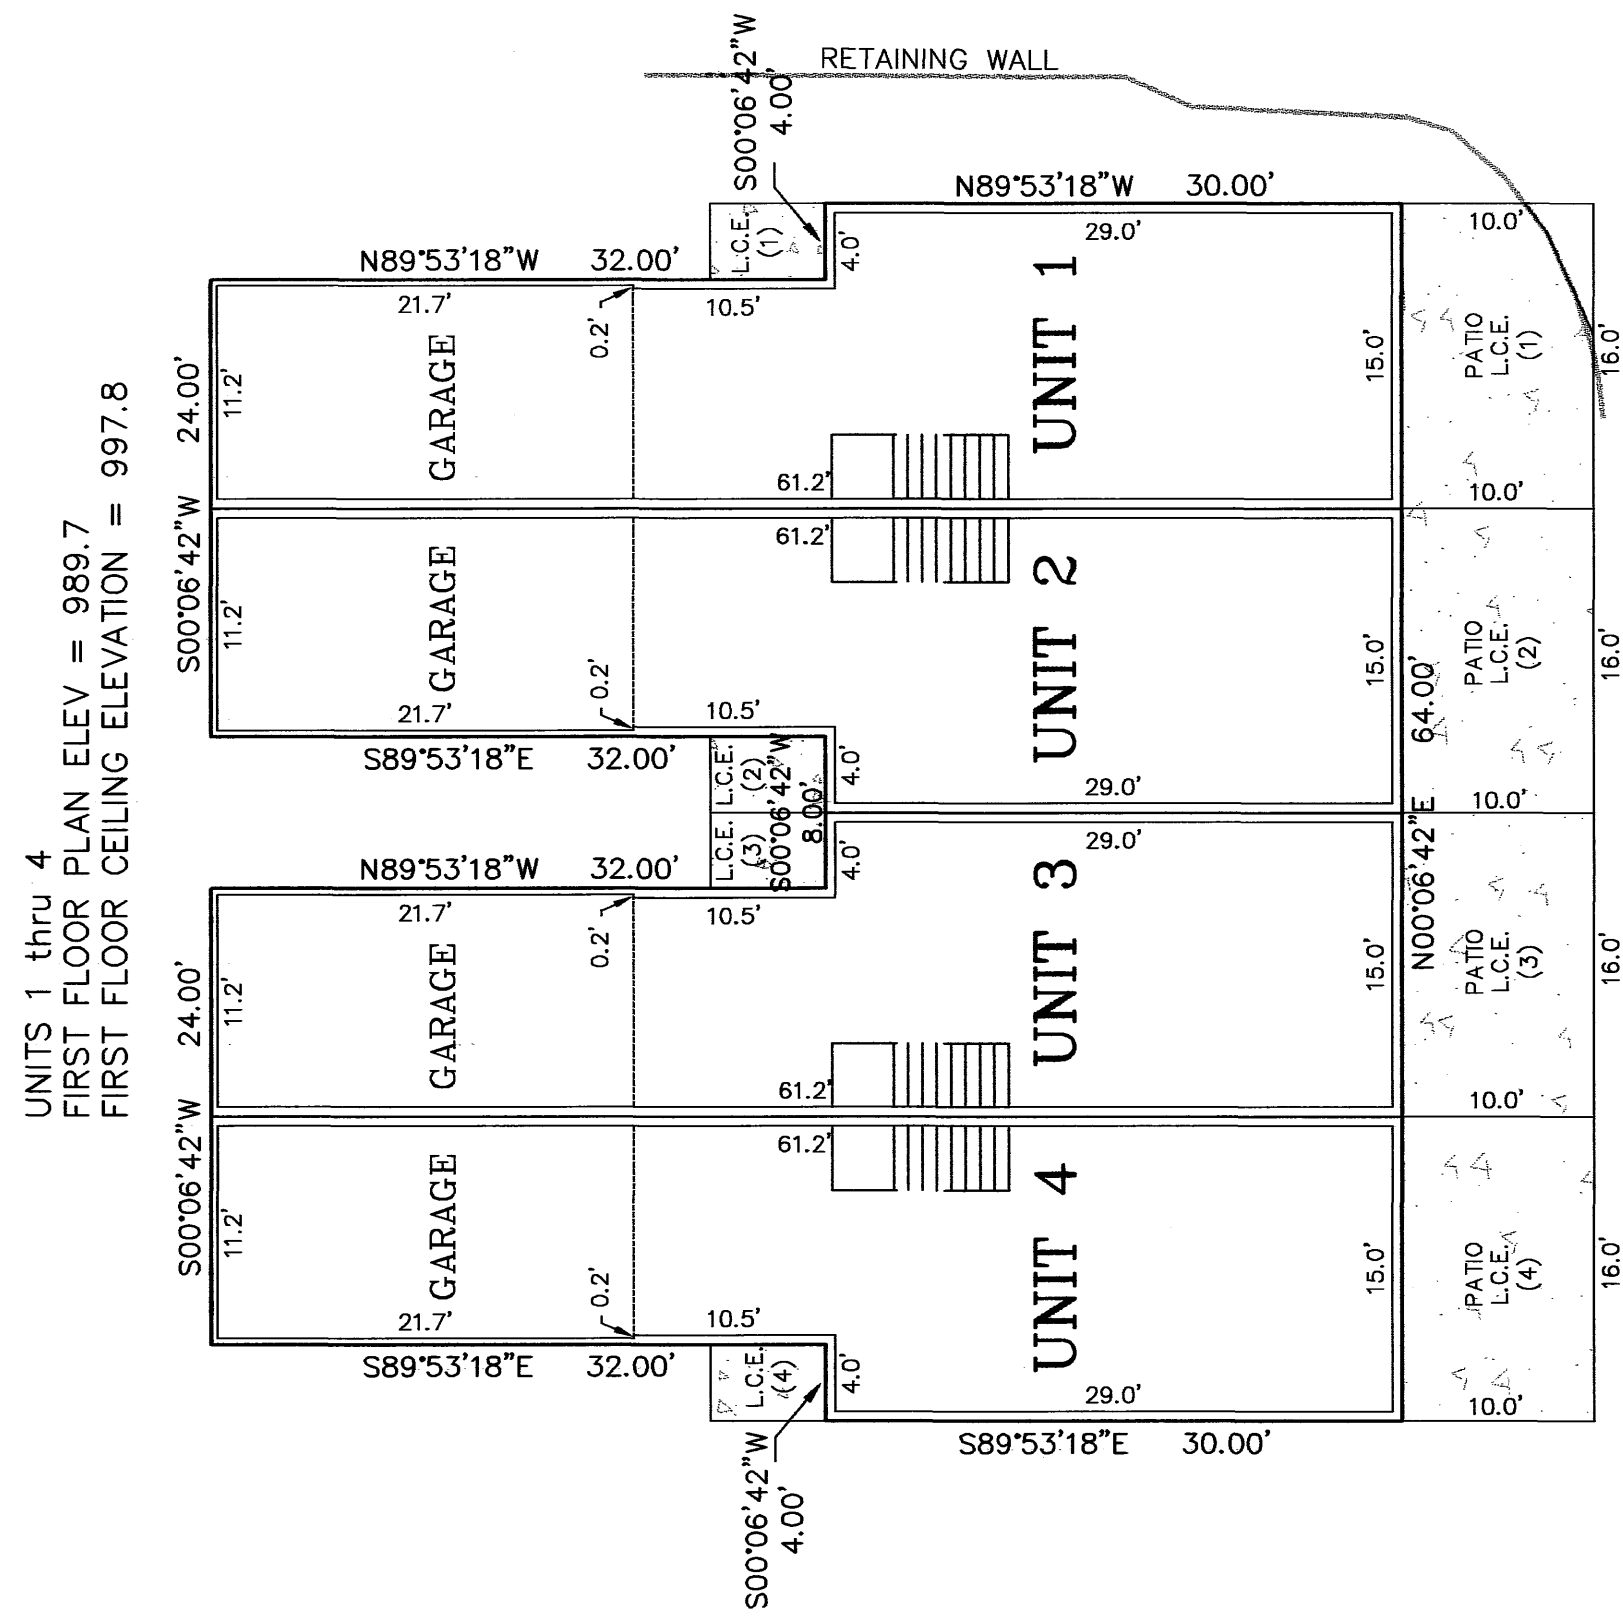 UNITS 1 thru 4
FIRST FLOOR PLAN ELEV = 989.7
FIRST FLOOR CEILING ELEVATION = 997.8
RETAINING WALL
S00°06'42"W
4.00'
N89°53'18"W 30.00'
N89°53'18"W 32.00'
L.C.E.
(1)
4.0'
29.0'
10.0'
21.7'
0.2'
10.5'
24.00'
11.2'
GARAGE
UNIT 1
15.0'
PATIO
L.C.E.
(1)
16.0'
61.2'
10.0'
S00°06'42"W
61.2'
11.2'
GARAGE
UNIT 2
15.0'
PATIO
L.C.E.
(2)
16.0'
0.2'
21.7'
10.5'
S89°53'18"E 32.00'
L.C.E.
(2)
4.0'
29.0'
10.0'
S00°06'42"W
8.00'
N00°06'42"E 64.00'
L.C.E.
(3)
4.0'
29.0'
N89°53'18"W 32.00'
21.7'
0.2'
10.5'
24.00'
11.2'
GARAGE
UNIT 3
15.0'
PATIO
L.C.E.
(3)
16.0'
61.2'
10.0'
S00°06'42"W
61.2'
11.2'
GARAGE
UNIT 4
15.0'
PATIO
L.C.E.
(4)
16.0'
0.2'
21.7'
10.5'
S89°53'18"E 32.00'
L.C.E.
(4)
4.0'
29.0'
10.0'
S89°53'18"E 30.00'
S00°06'42"W
4.00'